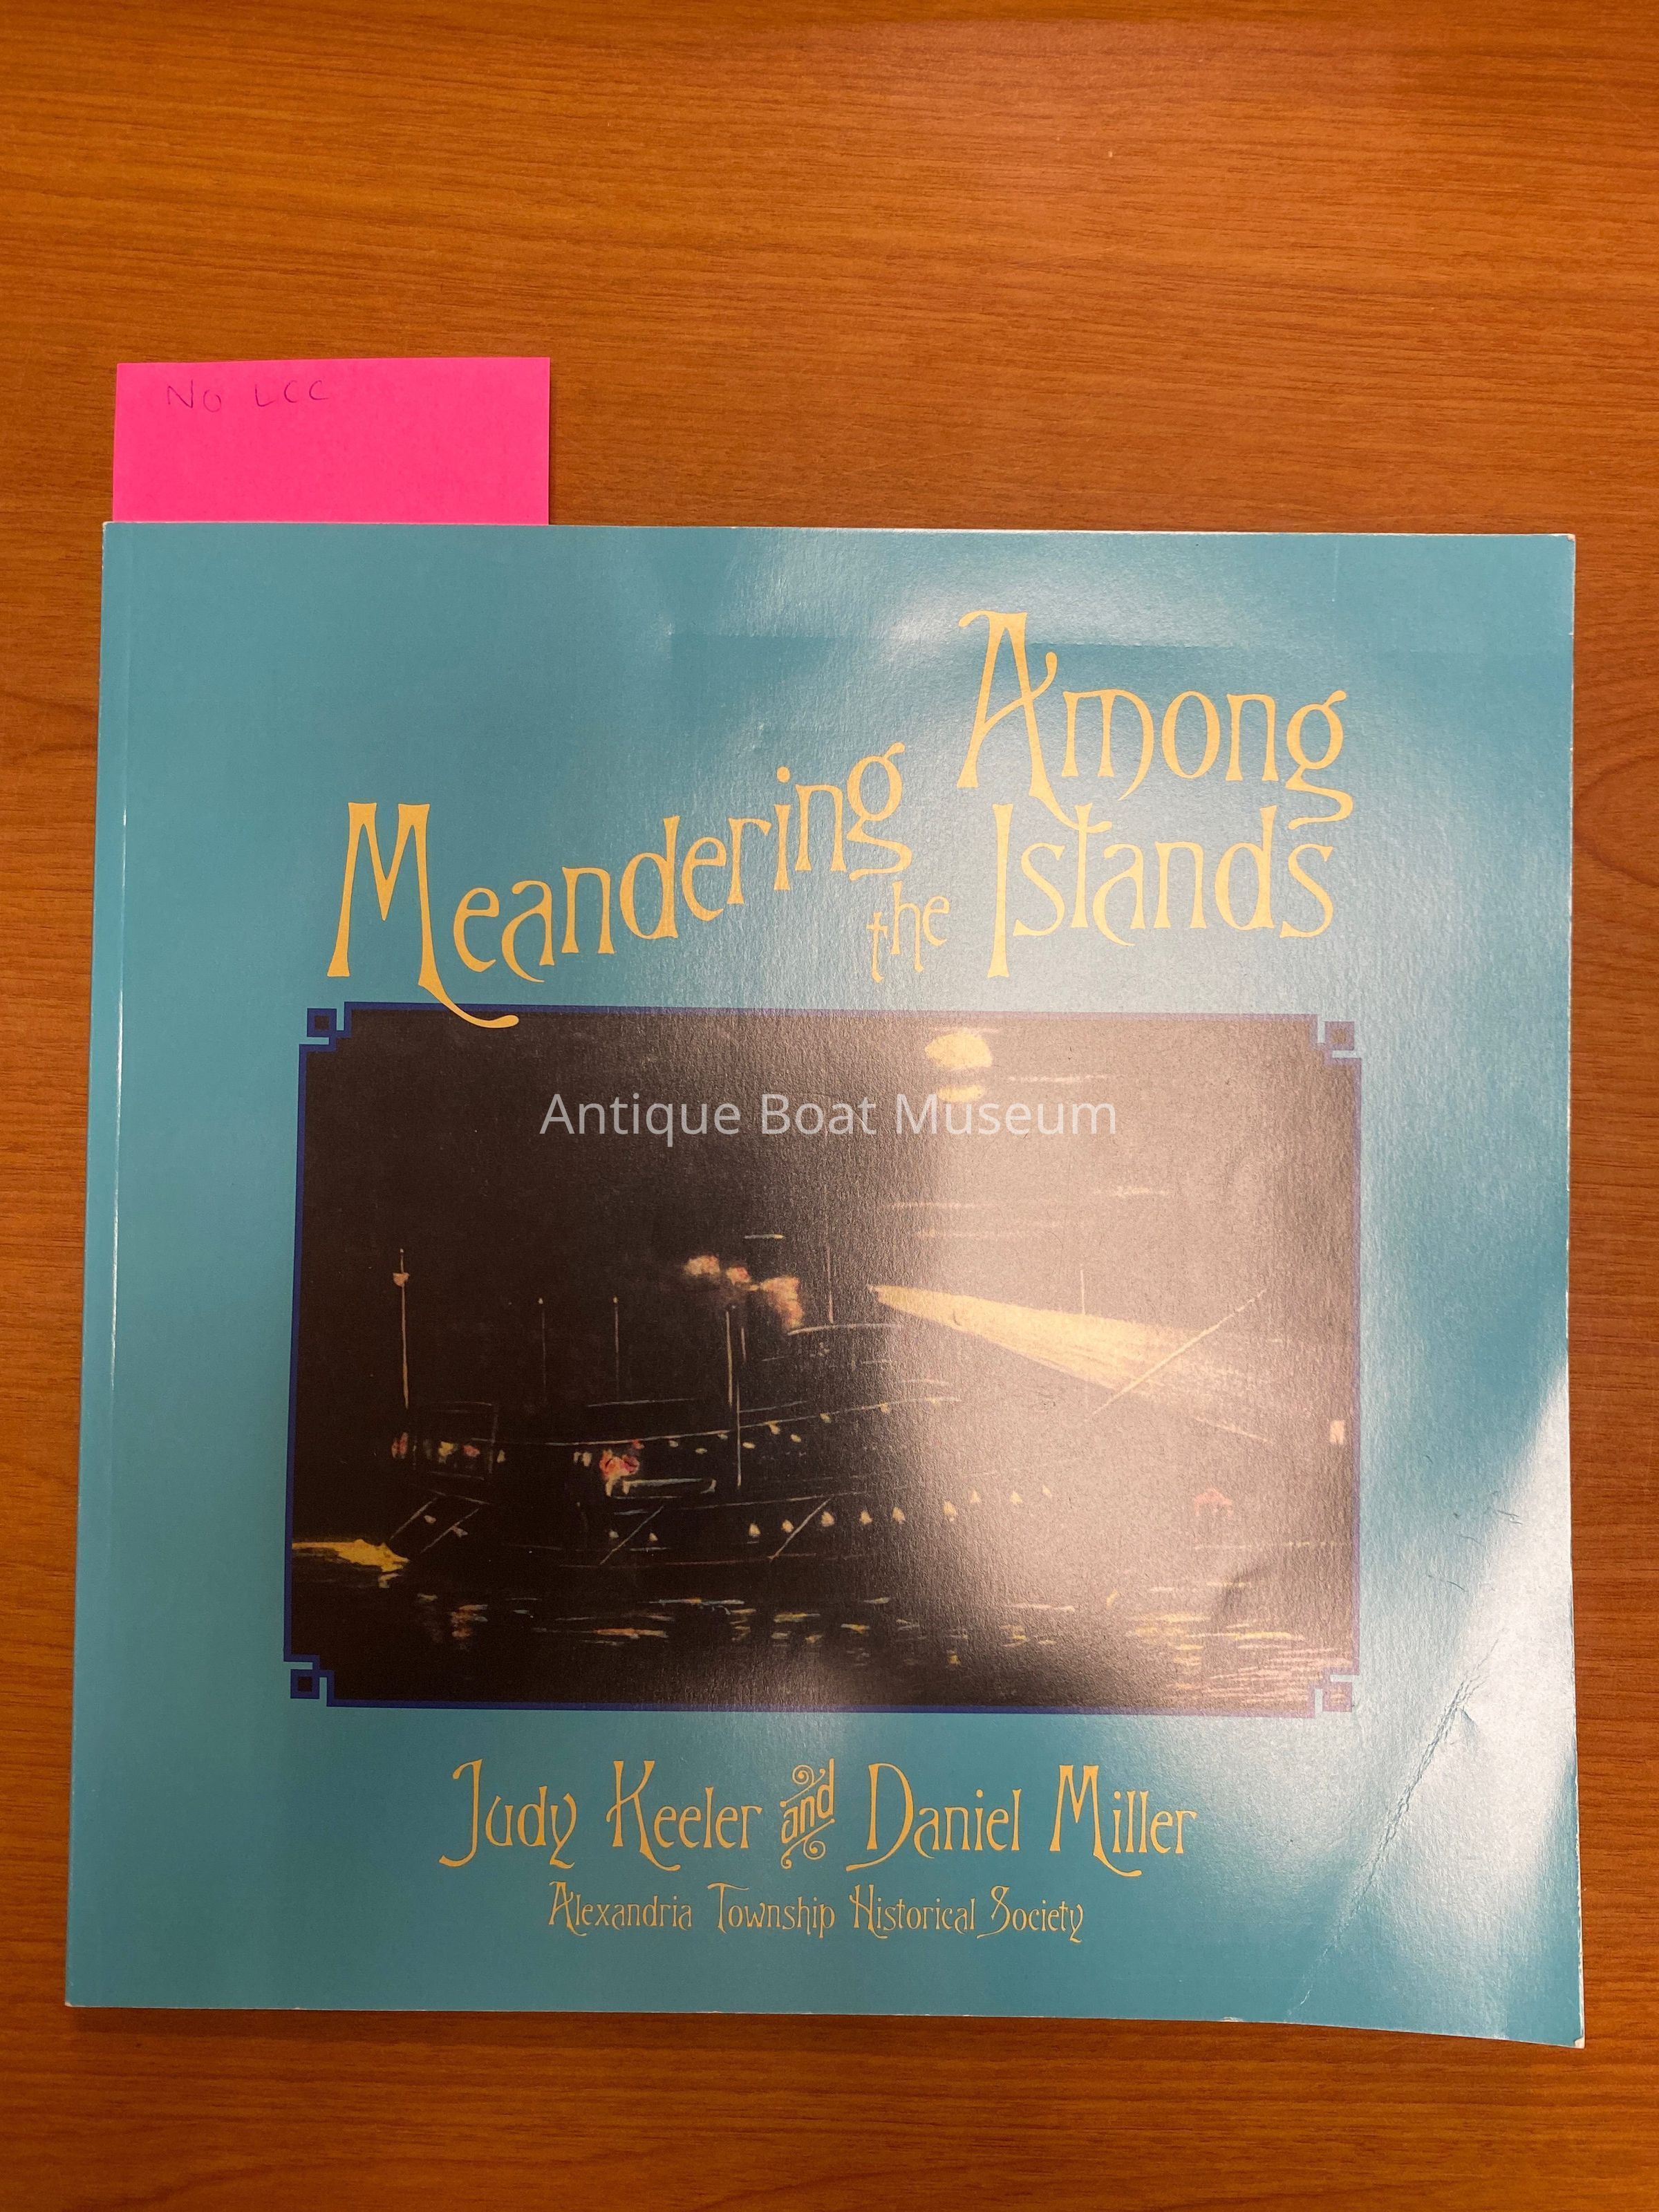 NO LCC
Meandering Among
the Islands
Antique Boat Museum
Judy Keeler and Daniel Miller
Alexandria Township Historical Society